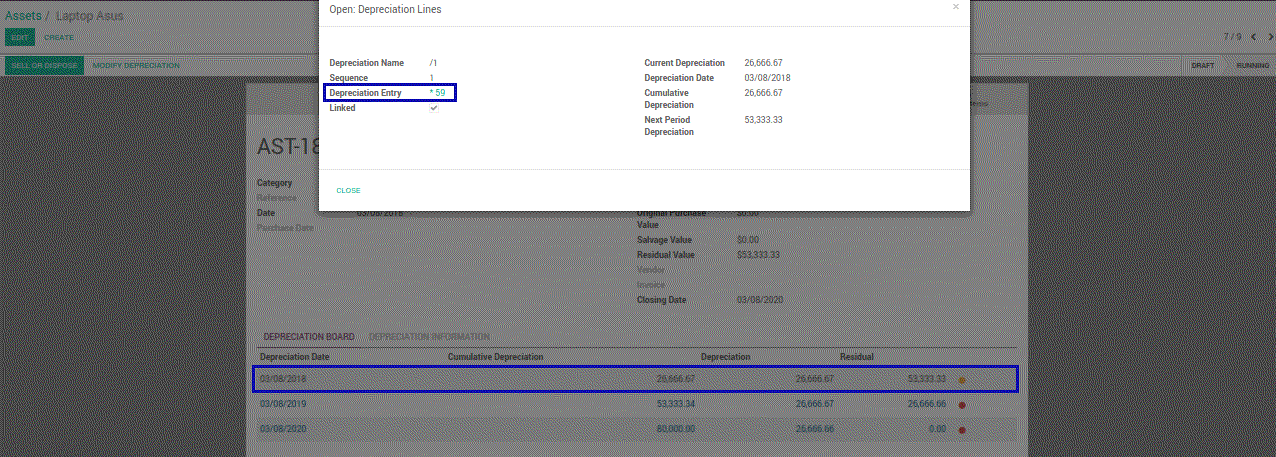 Assets / Laptop Asus
EDIT CREATE
7 / 9
SELL OR DISPOSE MODIFY DEPRECIATION
DRAFT RUNNING
Open: Depreciation Lines
×
Depreciation Name /1
Sequence 1
Depreciation Entry * 59
Linked
Current Depreciation 26,666.67
Depreciation Date 03/08/2018
Cumulative Depreciation 26,666.67
Next Period Depreciation 53,333.33
CLOSE
AST-18
Category
Reference
Date 03/08/2018
Purchase Date
Original Purchase Value $0.00
Salvage Value $0.00
Residual Value $53,333.33
Vendor
Invoice
Closing Date 03/08/2020
DEPRECIATION BOARD DEPRECIATION INFORMATION
Depreciation Date Cumulative Depreciation Depreciation Residual
03/08/2018 26,666.67 26,666.67 53,333.33
03/08/2019 53,333.34 26,666.67 26,666.66
03/08/2020 80,000.00 26,666.66 0.00